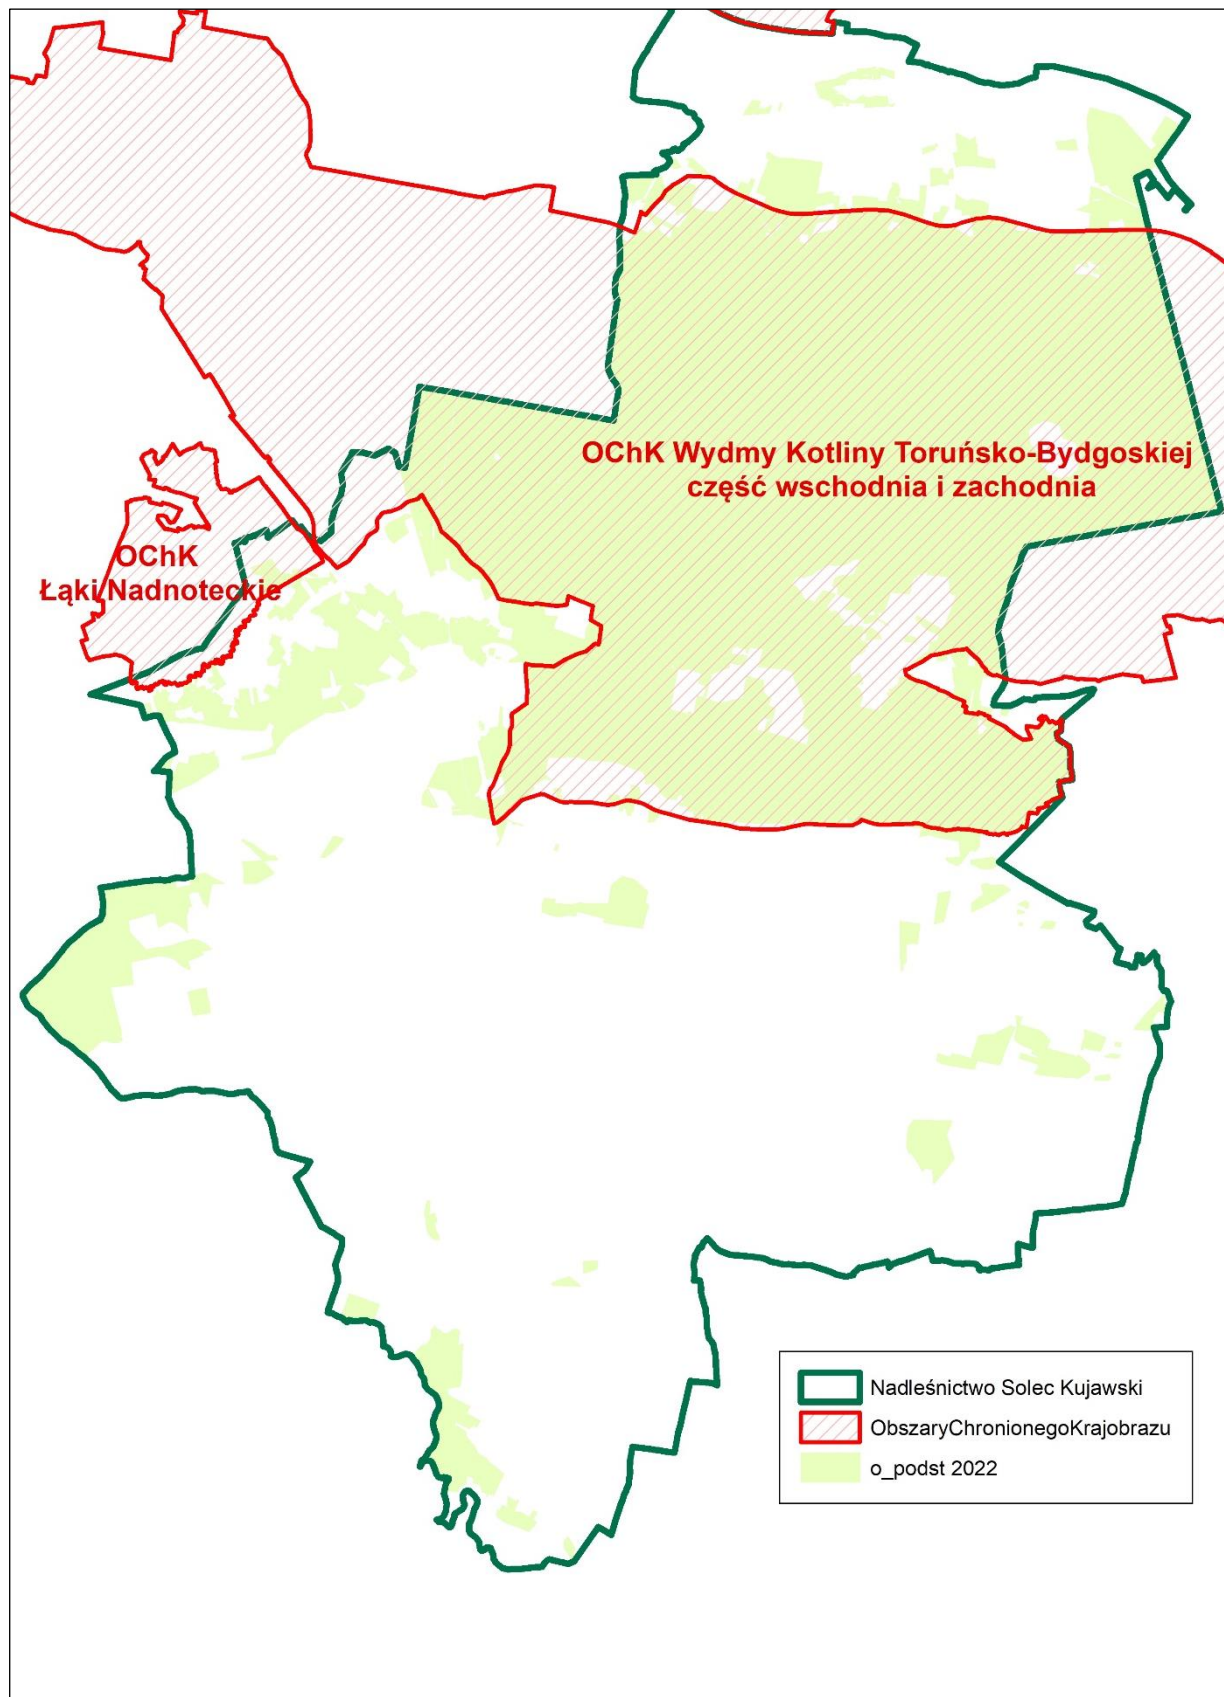 OChK Wydmy Kotliny Toruńsko-Bydgoskiej
część wschodnia i zachodnia
OChK
Łąki Nadnoteckie
Nadleśnictwo Solec Kujawski
ObszaryChronionegoKrajobrazu
o_podst 2022